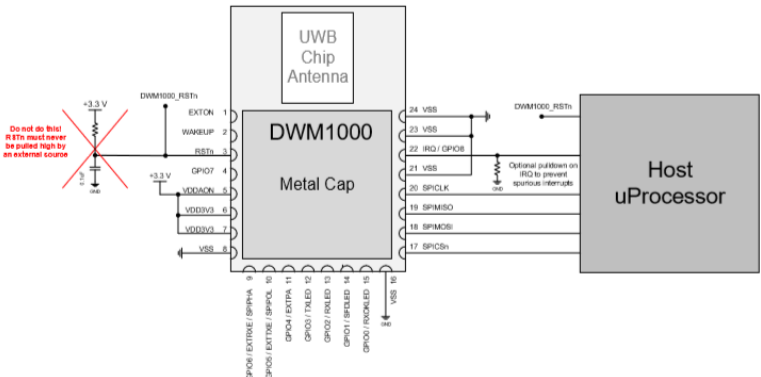 UWB
Chip
Antenna
DWM1000
Metal Cap
+3.3 V
DWM1000_RSTn
Do not do this!
RSTn must never
be pulled high by
an external source
0.1uF
GND
EXTON 1
WAKEUP 2
RSTn 3
GPIO7 4
+3.3 V
VDDAON 5
VDD3V3 6
VDD3V3 7
VSS 8
GPIO6 / EXTRXE / SPIPHA 9
GPIO5 / EXTTXE / SPIPOL 10
GPIO4 / EXTPA 11
GPIO3 / TXLED 12
GPIO2 / RXLED 13
GPIO1 / SFDLED 14
GPIO0 / RXOKLED 15
VSS 16
GND
24 VSS
23 VSS
22 IRQ / GPIO8
21 VSS
20 SPICLK
19 SPIMISO
18 SPIMOSI
17 SPICSn
DWM1000_RSTn
Optional pulldown on
IRQ to prevent
spurious interrupts
GND
Host
uProcessor